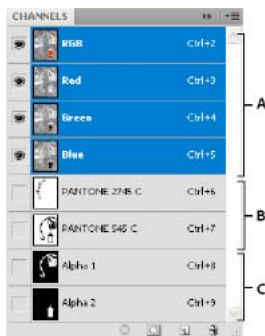 CHANNELS
RGB Ctrl+2
Red Ctrl+3
Green Ctrl+4
Blue Ctrl+5
A
PANTONE 2745 C Ctrl+6
PANTONE 545 C Ctrl+7
B
Alpha 1 Ctrl+8
Alpha 2 Ctrl+9
C